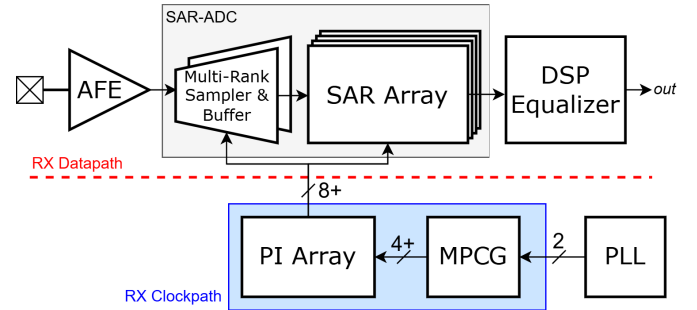 SAR-ADC
AFE
Multi-Rank
Sampler &
Buffer
SAR Array
DSP
Equalizer
out
RX Datapath
8+
PI Array
4+
MPCG
2
PLL
RX Clockpath